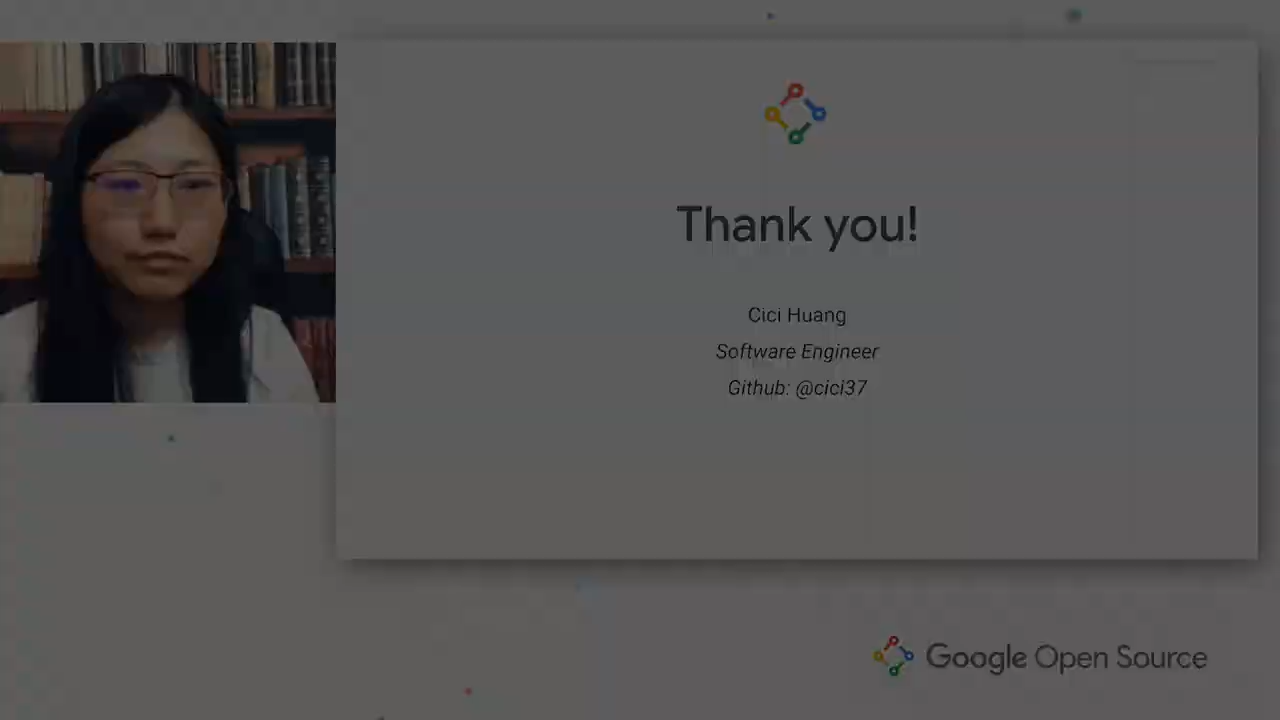 Thank you!
Cici Huang
Software Engineer
Github: @cici37
Google Open Source